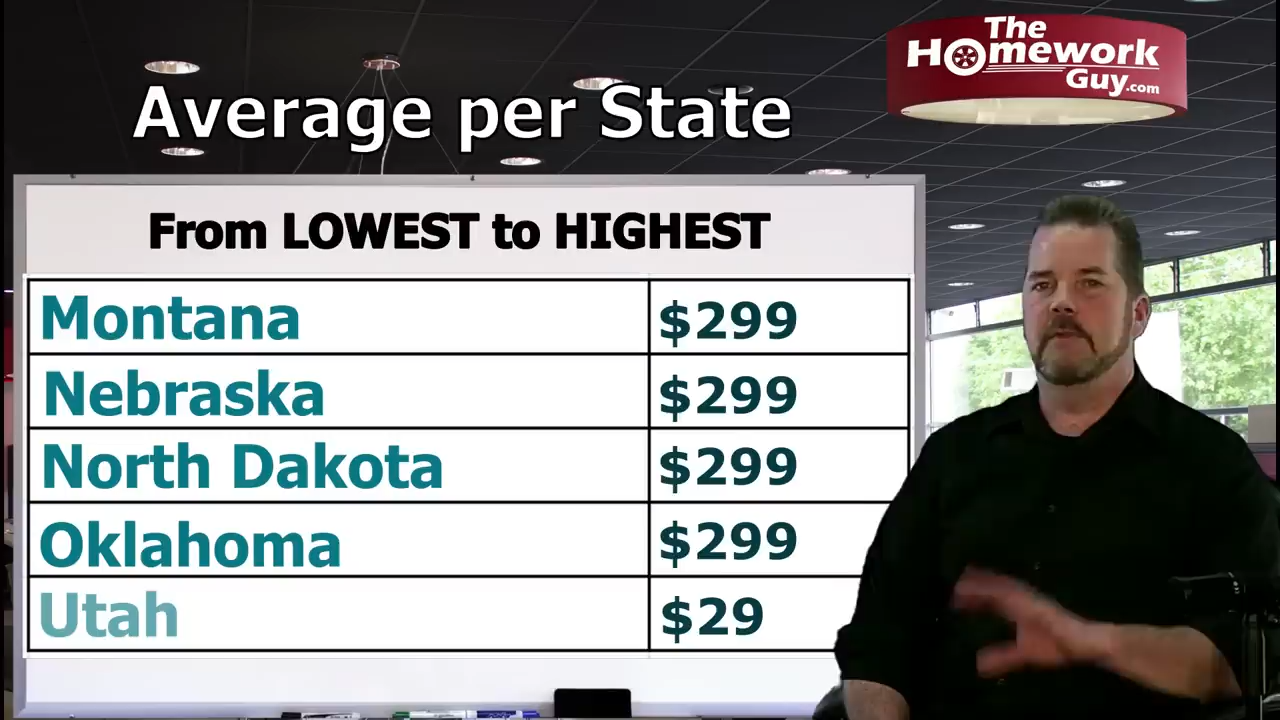 The
Homework
Guy.com
Average per State
From LOWEST to HIGHEST
Montana $299
Nebraska $299
North Dakota $299
Oklahoma $299
Utah $29